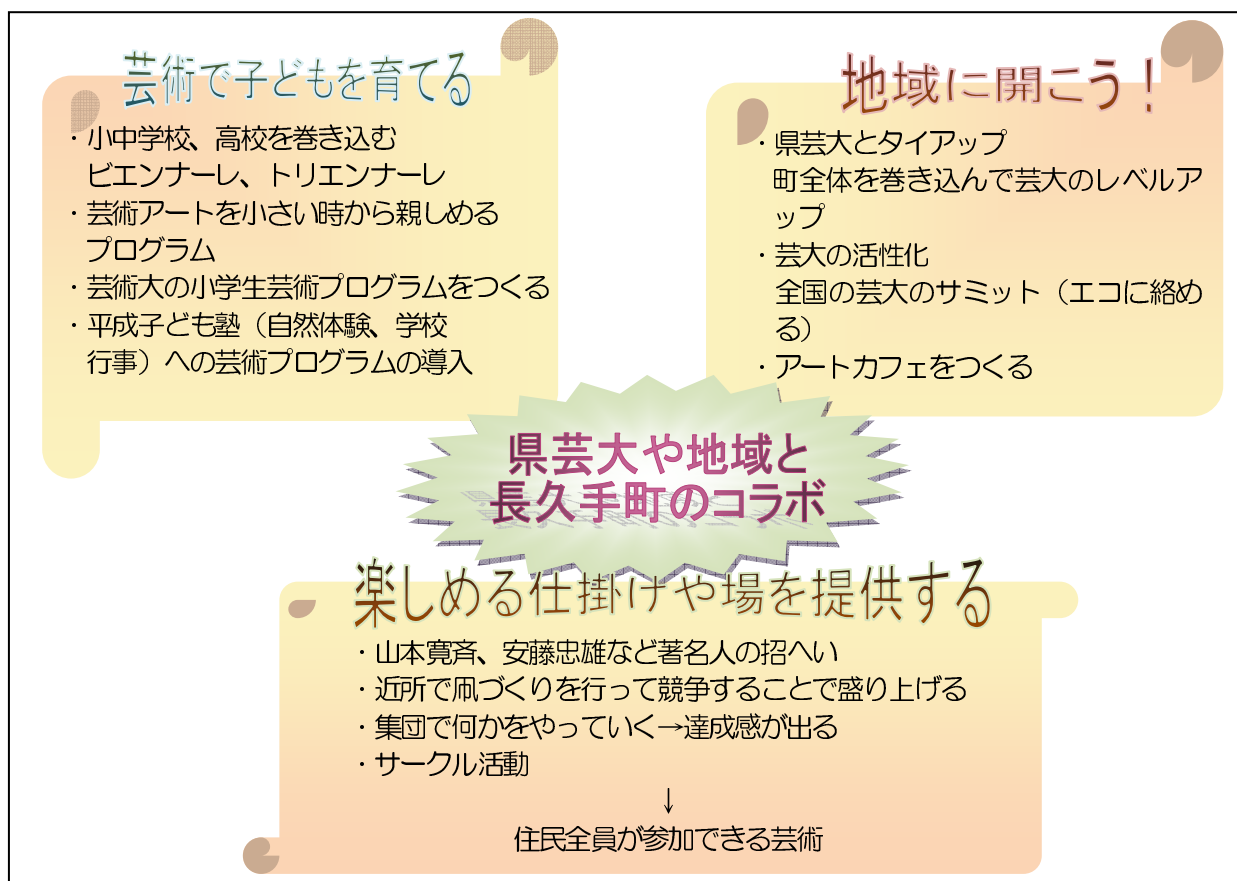 芸術で子どもを育てる
・小中学校、高校を巻き込む
ビエンナーレ、トリエンナーレ
・芸術アートを小さい時から親しめる
プログラム
・芸術大の小学生芸術プログラムをつくる
・平成子ども塾（自然体験、学校
行事）への芸術プログラムの導入
地域に開こう！
・県芸大とタイアップ
町全体を巻き込んで芸大のレベルア
ップ
・芸大の活性化
全国の芸大のサミット（エコに絡め
る）
・アートカフェをつくる
県芸大や地域と
長久手町のコラボ
楽しめる仕掛けや場を提供する
・山本寛斉、安藤忠雄など著名人の招へい
・近所で凧づくりを行って競争することで盛り上げる
・集団で何かをやっていく→達成感が出る
・サークル活動
↓
住民全員が参加できる芸術